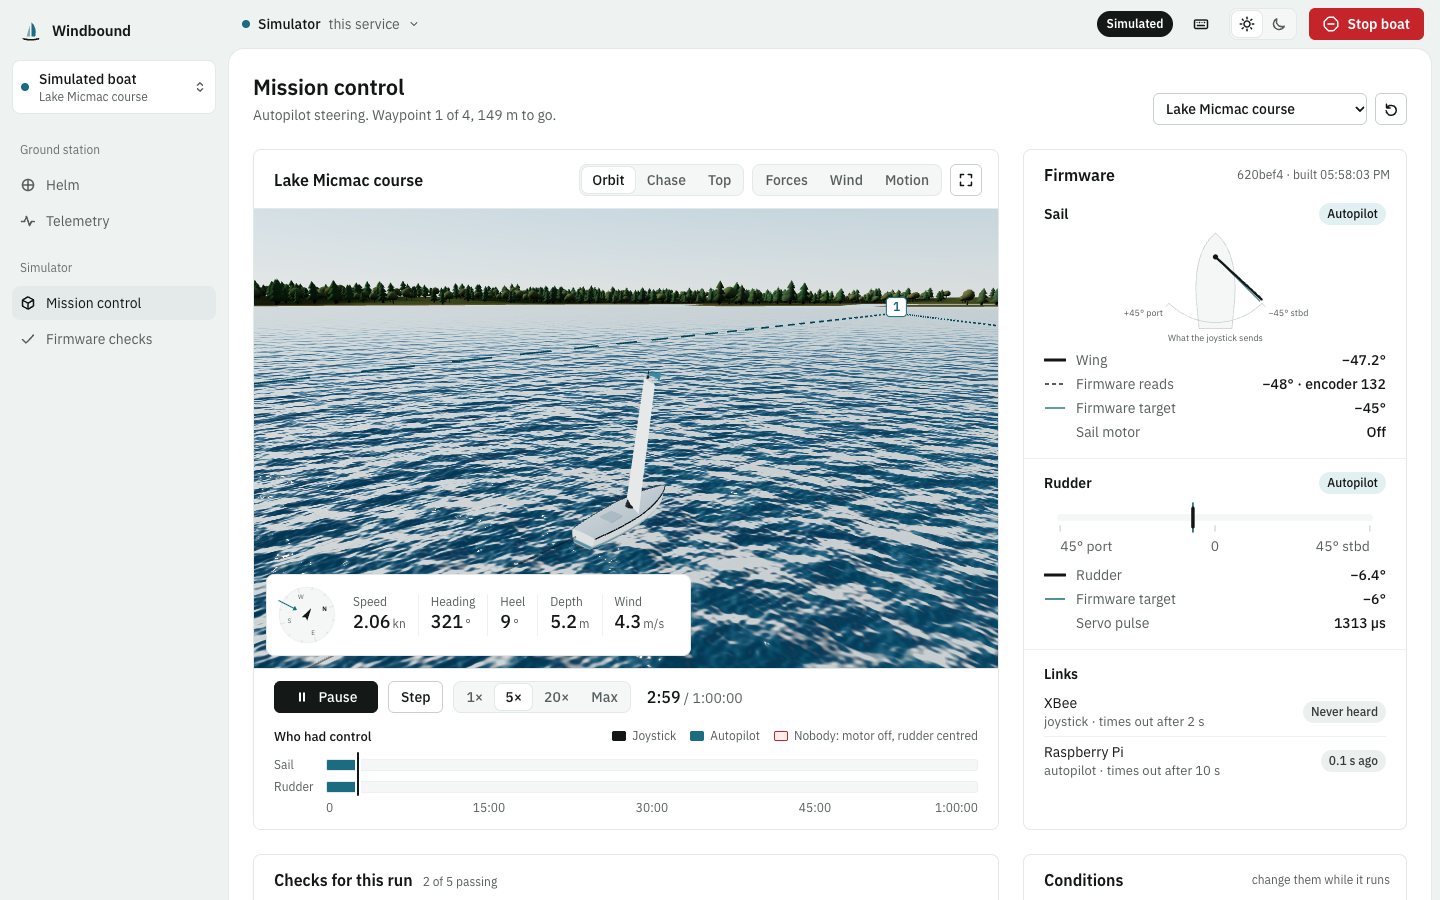 Windbound
Simulator this service
Simulated
Stop boat
Simulated boat
Lake Micmac course
Ground station
Helm
Telemetry
Simulator
Mission control
Firmware checks
Mission control
Autopilot steering. Waypoint 1 of 4, 149 m to go.
Lake Micmac course
Lake Micmac course
Orbit Chase Top
Forces Wind Motion
1
W
N
S
E
Speed
2.06 kn
Heading
321°
Heel
9°
Depth
5.2 m
Wind
4.3 m/s
Pause
Step
1× 5× 20× Max
2:59 / 1:00:00
Who had control
Joystick
Autopilot
Nobody: motor off, rudder centred
Sail
Rudder
0 15:00 30:00 45:00 1:00:00
Firmware
620bef4 · built 05:58:03 PM
Sail
Autopilot
+45° port
−45° stbd
What the joystick sends
Wing −47.2°
Firmware reads −48° · encoder 132
Firmware target −45°
Sail motor Off
Rudder
Autopilot
45° port 0 45° stbd
Rudder −6.4°
Firmware target −6°
Servo pulse 1313 µs
Links
XBee
joystick · times out after 2 s
Never heard
Raspberry Pi
autopilot · times out after 10 s
0.1 s ago
Checks for this run 2 of 5 passing
Conditions
change them while it runs